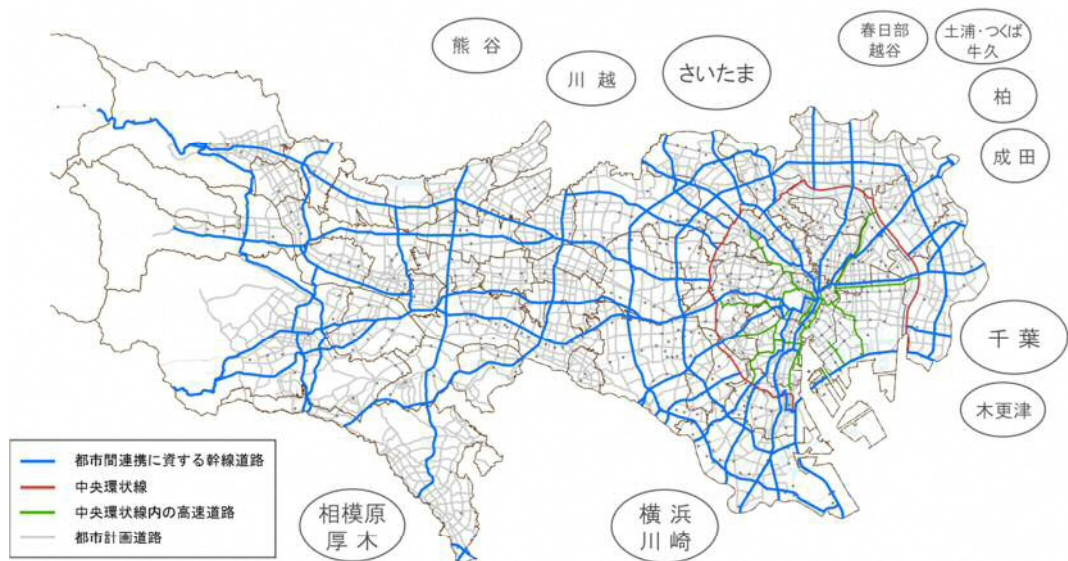 熊谷
川越
さいたま
春日部
越谷
土浦・つくば
牛久
柏
成田
千葉
木更津
都市間連携に資する幹線道路
中央環状線
中央環状線内の高速道路
都市計画道路
相模原
厚木
横浜
川崎